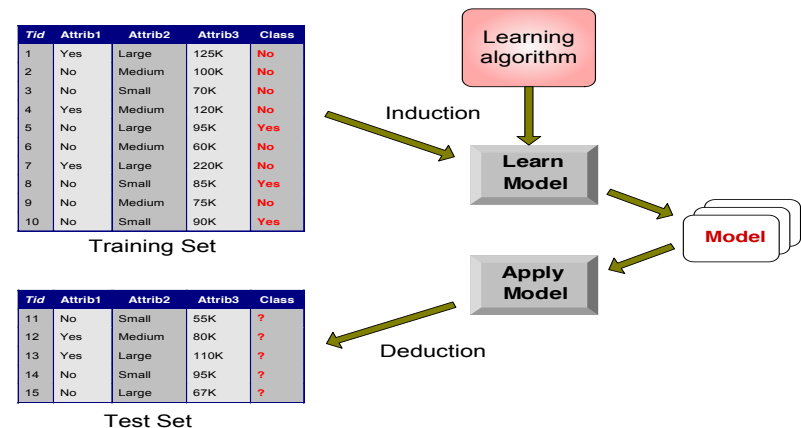 Tid Attrib1 Attrib2 Attrib3 Class
1 Yes Large 125K No
2 No Medium 100K No
3 No Small 70K No
4 Yes Medium 120K No
5 No Large 95K Yes
6 No Medium 60K No
7 Yes Large 220K No
8 No Small 85K Yes
9 No Medium 75K No
10 No Small 90K Yes
Training Set
Learning
algorithm
Induction
Learn
Model
Model
Apply
Model
Deduction
Tid Attrib1 Attrib2 Attrib3 Class
11 No Small 55K ?
12 Yes Medium 80K ?
13 Yes Large 110K ?
14 No Small 95K ?
15 No Large 67K ?
Test Set